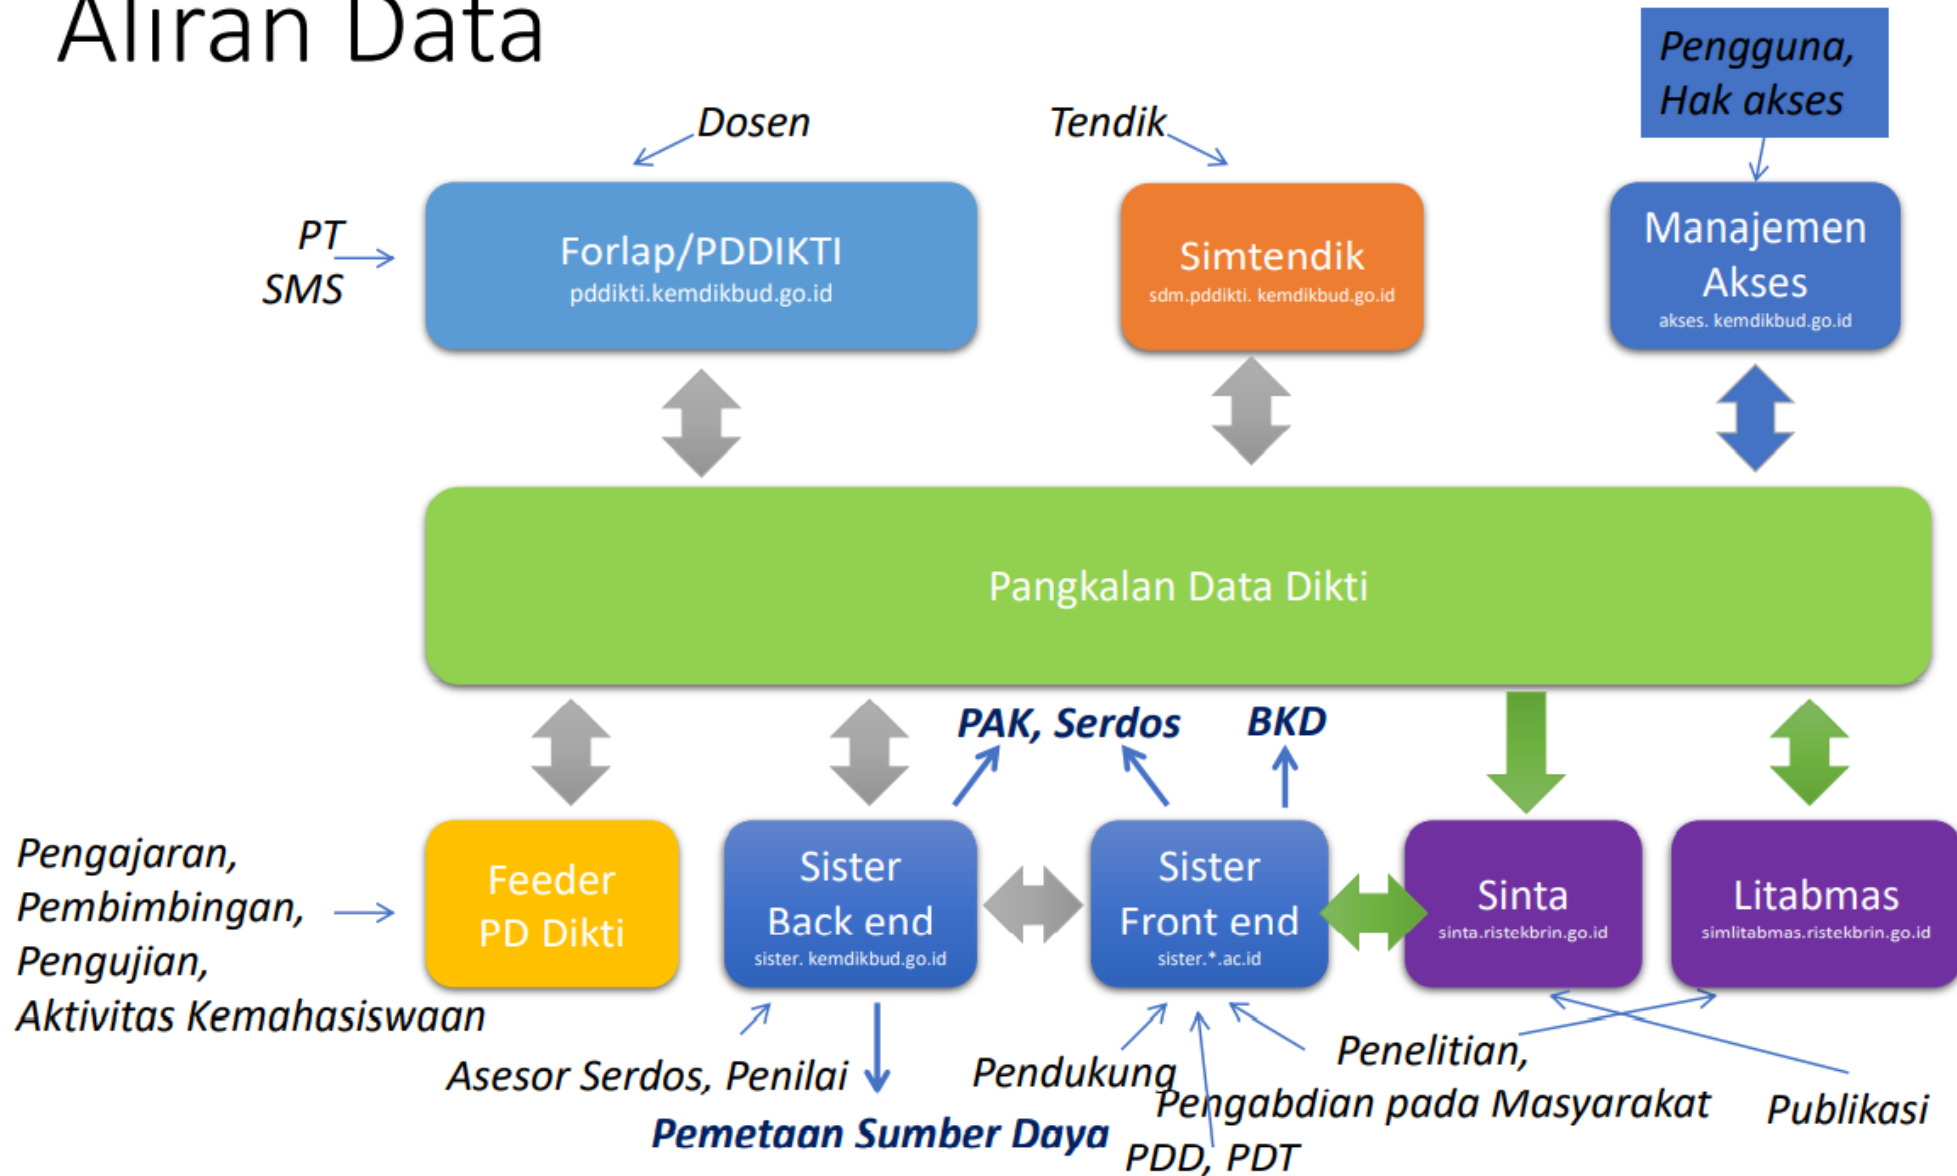 Aliran Data
Pengguna,
Hak akses
Dosen
Tendik
PT
SMS
Forlap/PDDIKTI
pddikti.kemdikbud.go.id
Simtendik
sdm.pddikti. kemdikbud.go.id
Manajemen
Akses
akses. kemdikbud.go.id
Pangkalan Data Dikti
PAK, Serdos
BKD
Pengajaran,
Pembimbingan,
Pengujian,
Aktivitas Kemahasiswaan
Feeder
PD Dikti
Sister
Back end
sister. kemdikbud.go.id
Sister
Front end
sister.*.ac.id
Sinta
sinta.ristekbrin.go.id
Litabmas
simlitabmas.ristekbrin.go.id
Asesor Serdos, Penilai
Pemetaan Sumber Daya
Pendukung
PDD, PDT
Penelitian,
Pengabdian pada Masyarakat
Publikasi